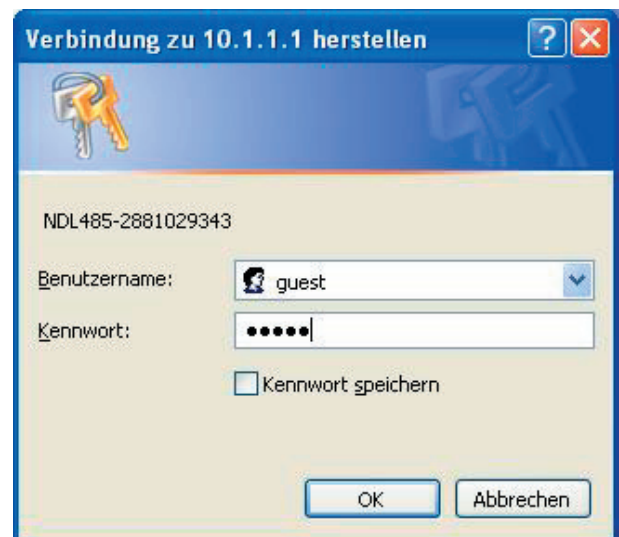 Verbindung zu 10.1.1.1 herstellen
NDL485-2881029343
Benutzername: guest
Kennwort: •••••
Kennwort speichern
OK Abbrechen